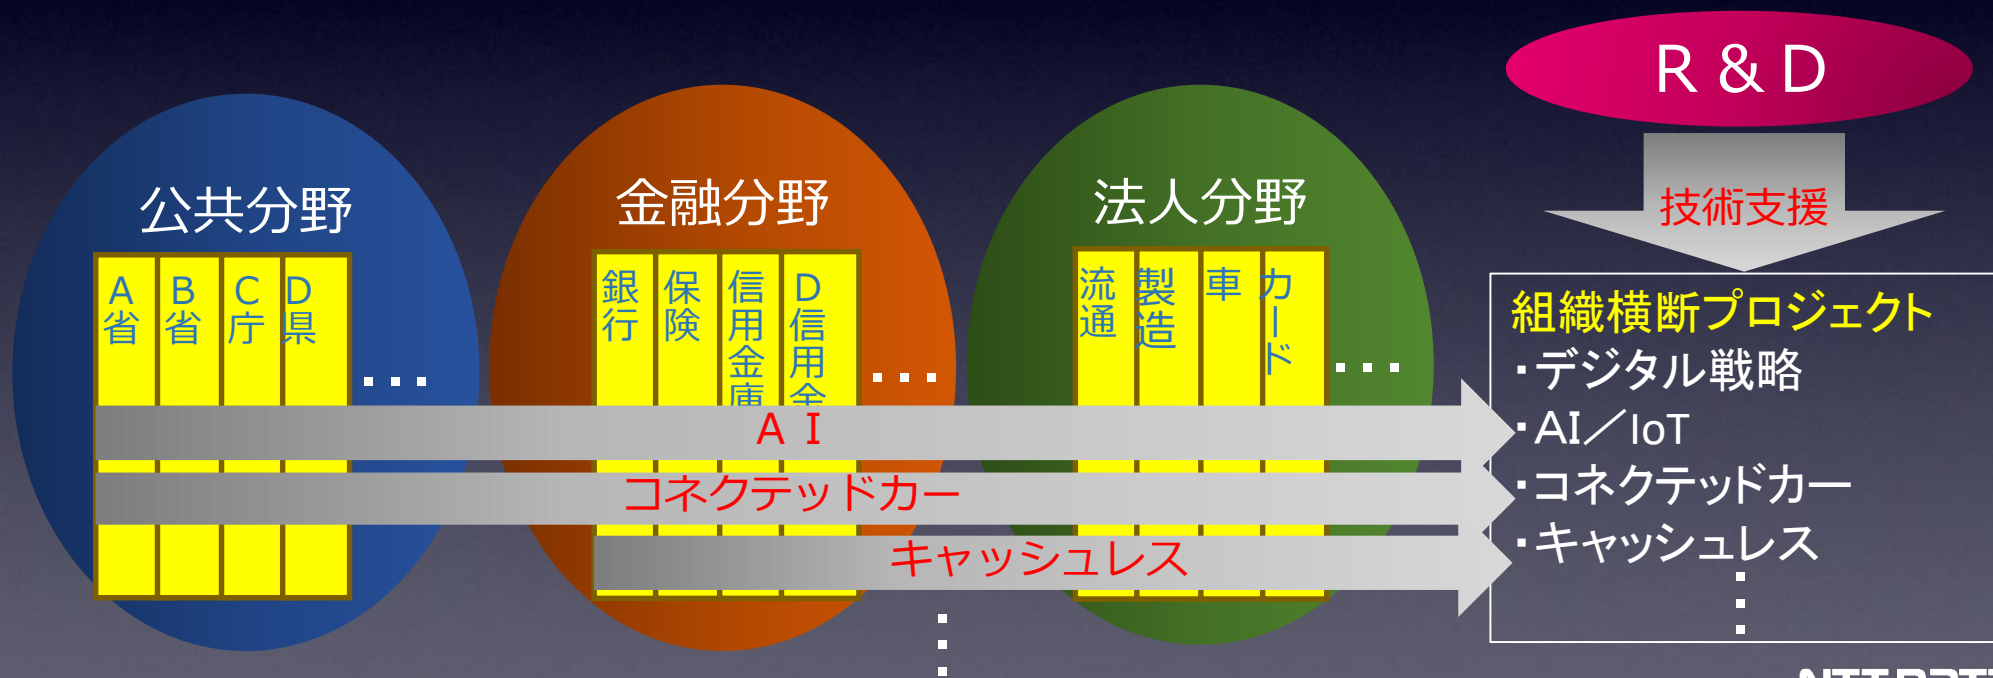 R & D
技術支援
公共分野
A省
B省
C庁
D県
・・・
金融分野
銀行
保険
信用金庫
D信用金
・・・
法人分野
流通
製造
車
カード
・・・
AI
コネクテッドカー
キャッシュレス
組織横断プロジェクト
・デジタル戦略
・AI／IoT
・コネクテッドカー
・キャッシュレス